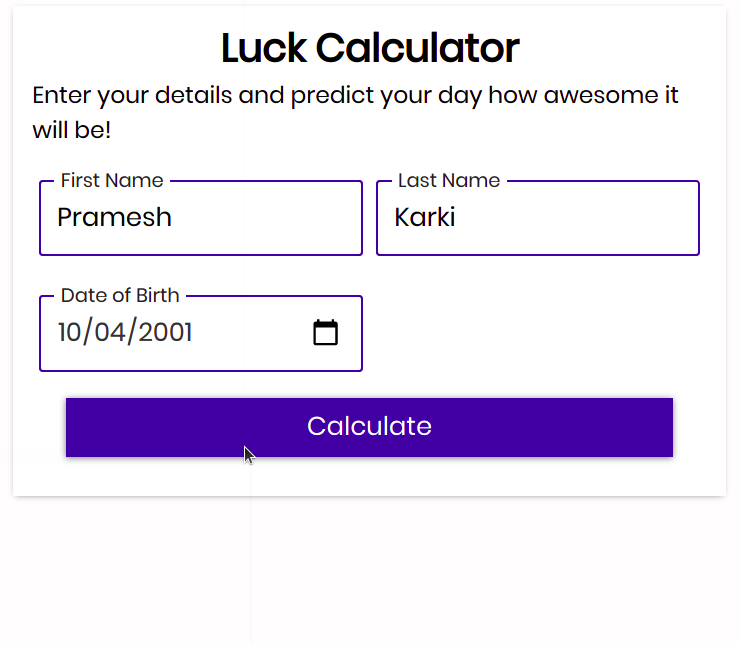 Luck Calculator
Enter your details and predict your day how awesome it
will be!
First Name
Last Name
Pramesh
Karki
Date of Birth
10/04/2001
Calculate